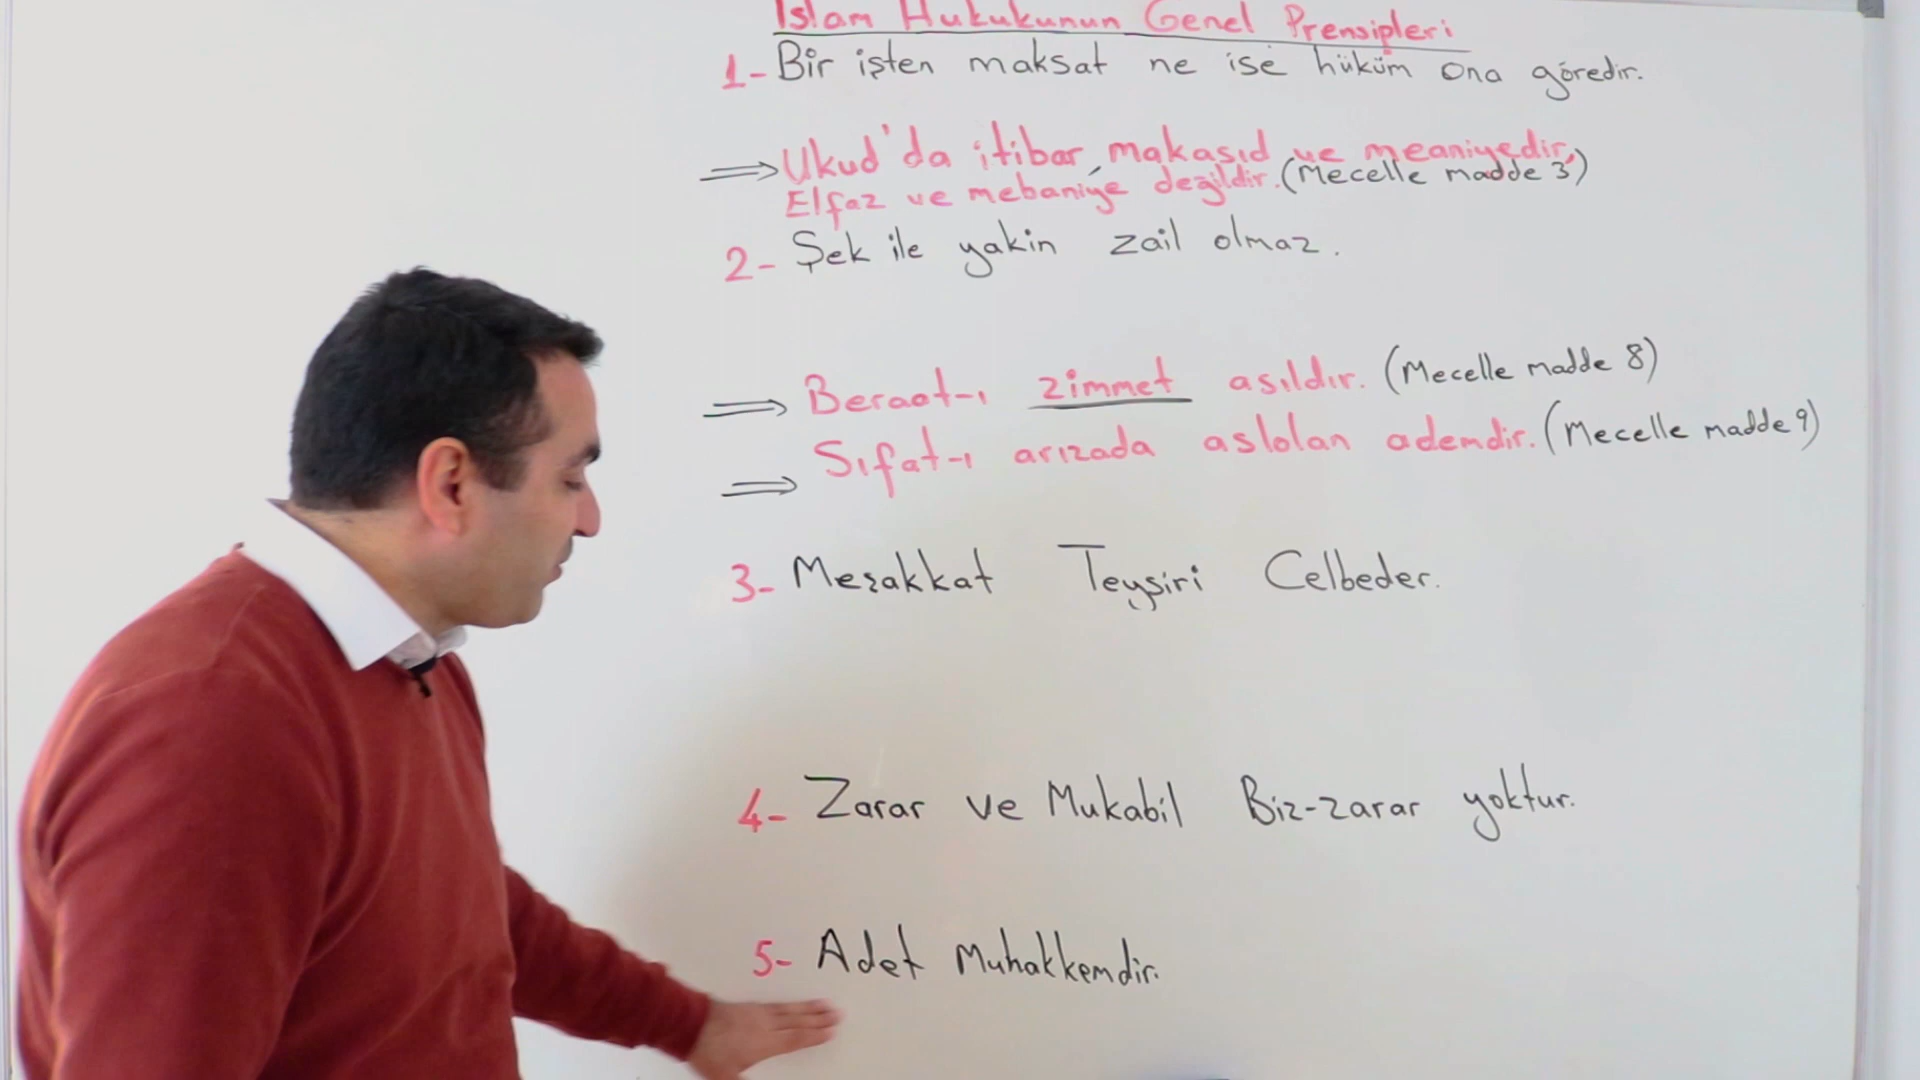 İslam Hukukunun Genel Prensipleri
1- Bir işten maksat ne ise hüküm ona göredir.
⇒ Ukud'da itibar, makasıd ve meaniyedir,
Elfaz ve mebaniye değildir. (Mecelle madde 3)
2- Şek ile yakin zail olmaz.
⇒ Beraat-ı zimmet asıldır. (Mecelle madde 8)
⇒ Sıfat-ı arızada aslolan ademdir. (Mecelle madde 9)
3- Meşakkat Teysiri Celbeder.
4- Zarar ve Mukabil Biz-zarar yoktur.
5- Adet Muhakkemdir.